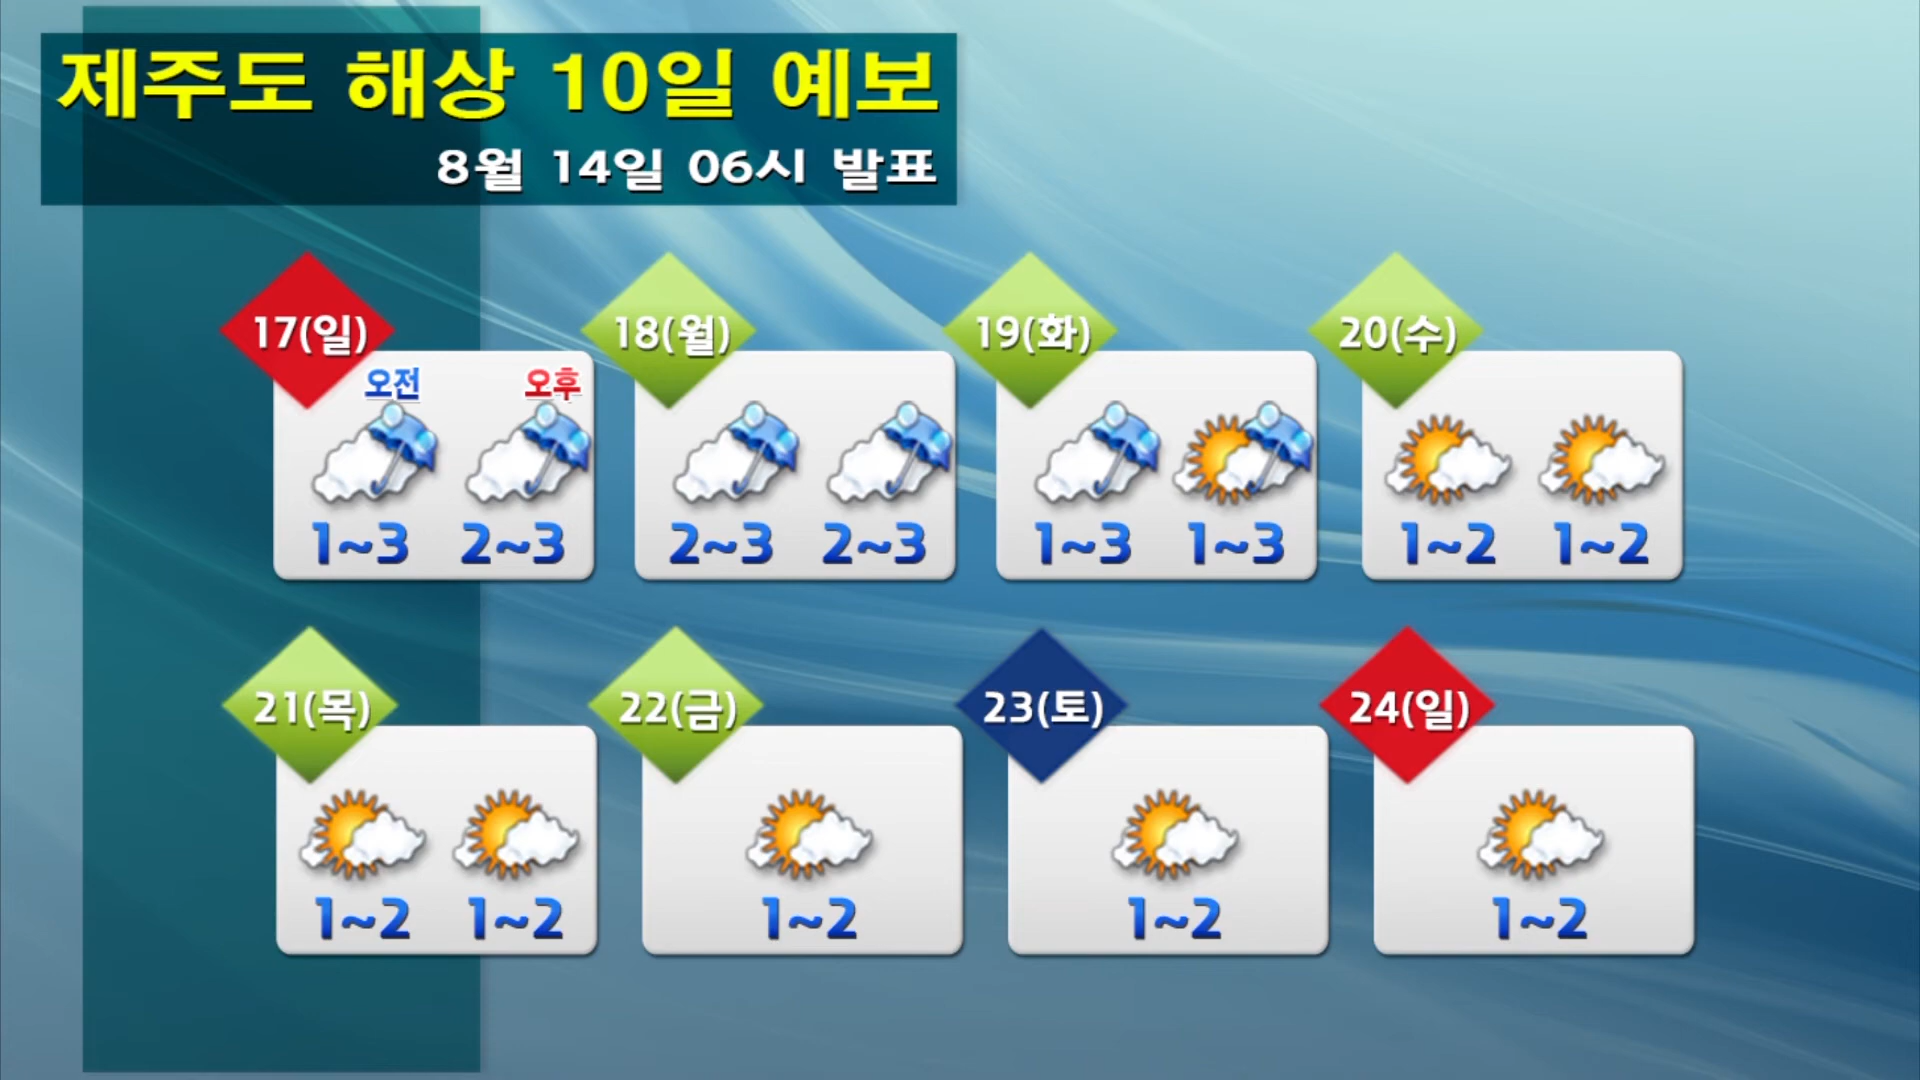 제주도 해상 10일 예보
8월 14일 06시 발표
17(일)
18(월)
19(화)
20(수)
오전 오후
1~3 2~3
2~3 2~3
1~3 1~3
1~2 1~2
21(목)
22(금)
23(토)
24(일)
1~2 1~2
1~2
1~2
1~2